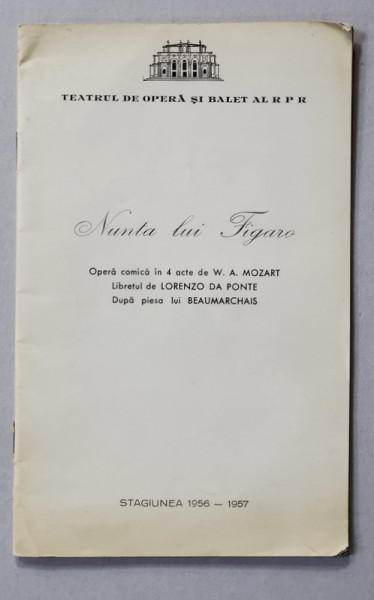 TEATRUL DE OPERĂ ȘI BALET AL R P R
Nunta lui Figaro
Operă comică în 4 acte de W. A. MOZART
Libretul de LORENZO DA PONTE
După piesa lui BEAUMARCHAIS
STAGIUNEA 1956 — 1957